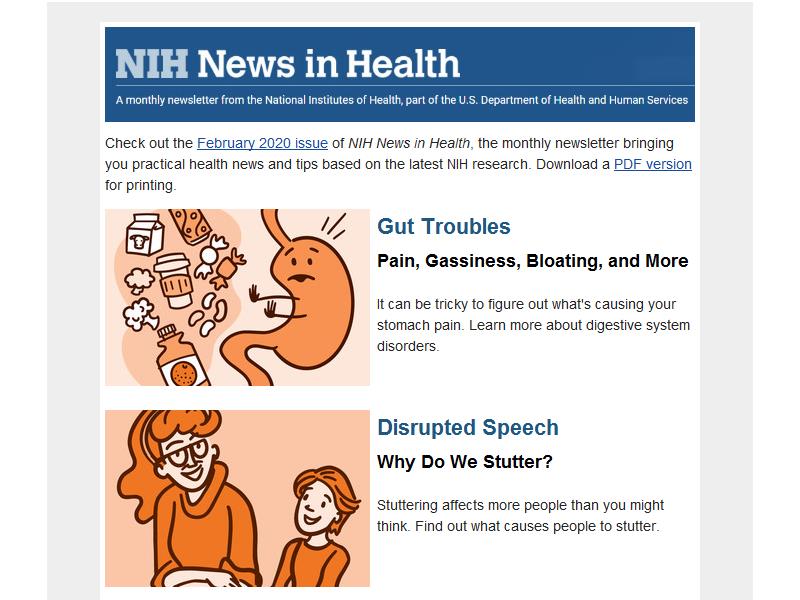 NIH News in Health
A monthly newsletter from the National Institutes of Health, part of the U.S. Department of Health and Human Services
Check out the February 2020 issue of NIH News in Health, the monthly newsletter bringing
you practical health news and tips based on the latest NIH research. Download a PDF version
for printing.
Gut Troubles
Pain, Gassiness, Bloating, and More
It can be tricky to figure out what's causing your
stomach pain. Learn more about digestive system
disorders.
Disrupted Speech
Why Do We Stutter?
Stuttering affects more people than you might
think. Find out what causes people to stutter.